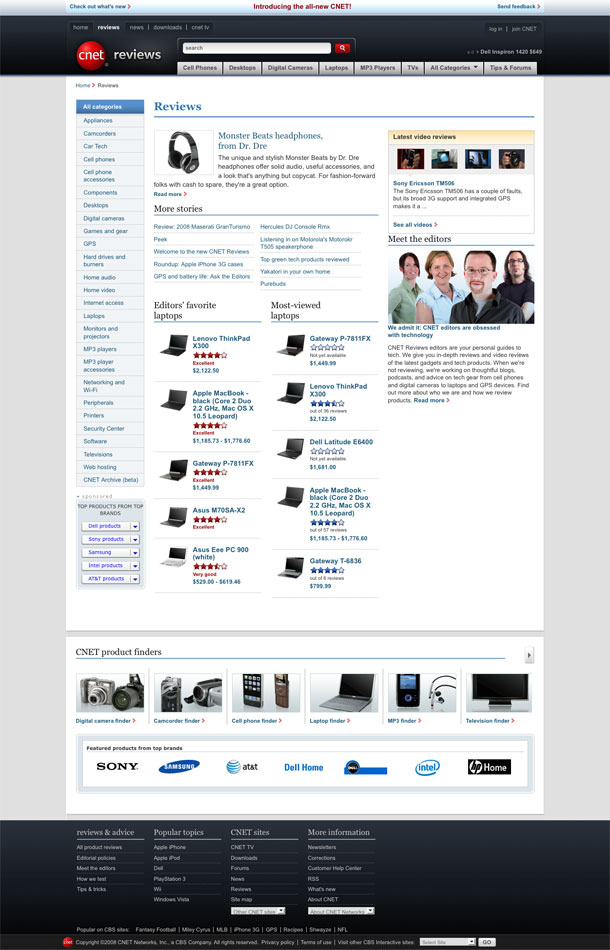 Check out what's new
Introducing the all-new CNET!
Send feedback
home
reviews
news | downloads | cnet tv
log in | join CNET
cnet reviews
search
ad: Dell Inspiron 1420 $649
Cell Phones
Desktops
Digital Cameras
Laptops
MP3 Players
TVs
All Categories
Tips & Forums
Home > Reviews
All categories
Appliances
Camcorders
Car Tech
Cell phones
Cell phone
accessories
Components
Desktops
Digital cameras
Games and gear
GPS
Hard drives and
burners
Home audio
Home video
Internet access
Laptops
Monitors and
projectors
MP3 players
MP3 player
accessories
Networking and
Wi-Fi
Peripherals
Printers
Security Center
Software
Televisions
Web hosting
CNET Archive (beta)
sponsored
TOP PRODUCTS FROM TOP
BRANDS
Dell products
Sony products
Samsung
Intel products
AT&T products
Reviews
Monster Beats headphones,
from Dr. Dre
The unique and stylish Monster Beats by Dr. Dre
headphones offer solid audio, useful accessories, and
a look that's anything but copycat. For fashion-forward
folks with cash to spare, they're a great option.
Read more
More stories
Review: 2008 Maserati GranTurismo
Peek
Welcome to the new CNET Reviews
Roundup: Apple iPhone 3G cases
GPS and battery life: Ask the Editors
Hercules DJ Console Rmx
Listening in on Motorola's Motorokr
T505 speakerphone
Top green tech products reviewed
Yakatori in your own home
Purebuds
Editors' favorite
laptops
Lenovo ThinkPad
X300
Excellent
$2,122.50
Apple MacBook -
black (Core 2 Duo
2.2 GHz, Mac OS X
10.5 Leopard)
Excellent
$1,185.73 - $1,776.60
Gateway P-7811FX
Excellent
$1,449.99
Asus M70SA-X2
Excellent
Asus Eee PC 900
(white)
Very good
$529.00 - $619.46
Most-viewed
laptops
Gateway P-7811FX
Not yet available
$1,449.99
Lenovo ThinkPad
X300
out of 36 reviews
$2,122.50
Dell Latitude E6400
Not yet available
$1,681.00
Apple MacBook -
black (Core 2 Duo
2.2 GHz, Mac OS X
10.5 Leopard)
out of 57 reviews
$1,185.73 - $1,776.60
Gateway T-6836
out of 6 reviews
$799.99
Latest video reviews
Sony Ericsson TM506
The Sony Ericsson TM506 has a couple of faults,
but its broad 3G support and integrated GPS
makes it a ...
See all videos
Meet the editors
We admit it: CNET editors are obsessed
with technology
CNET Reviews editors are your personal guides to
tech. We give you in-depth reviews and video reviews
of the latest gadgets and tech products. When we're
not reviewing, we're working on thoughtful blogs,
podcasts, and advice on tech gear from cell phones
and digital cameras to laptops and GPS devices. Find
out more about who we are and how we review
products. Read more
CNET product finders
Digital camera finder
Camcorder finder
Cell phone finder
Laptop finder
MP3 finder
Television finder
Featured products from top brands
SONY
SAMSUNG
at&t
Dell Home
DELL
intel
hp Home
reviews & advice
All product reviews
Editorial policies
Meet the editors
How we test
Tips & tricks
Popular topics
Apple iPhone
Apple iPod
Dell
PlayStation 3
Wii
Windows Vista
CNET sites
CNET TV
Downloads
Forums
News
Reviews
Site map
Other CNET sites
More information
Newsletters
Corrections
Customer Help Center
RSS
What's new
About CNET
About CNET Networks
Popular on CBS sites: Fantasy Football | Miley Cyrus | MLB | iPhone 3G | GPS | Recipes | Shwayze | NFL
cnet Copyright ©2008 CNET Networks, Inc., a CBS Company. All rights reserved. Privacy policy | Terms of use | Visit other CBS Interactive sites: Select Site GO